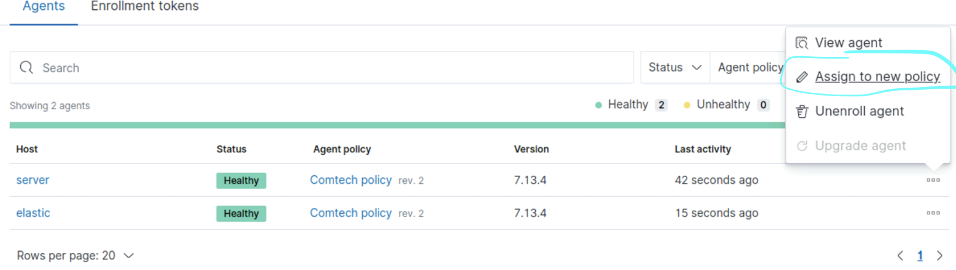 Agents Enrollment tokens
View agent
Search Status Agent policy
Assign to new policy
Showing 2 agents Healthy 2 Unhealthy 0
Unenroll agent
Upgrade agent
Host Status Agent policy Version Last activity
server Healthy Comtech policy rev. 2 7.13.4 42 seconds ago
elastic Healthy Comtech policy rev. 2 7.13.4 15 seconds ago
Rows per page: 20 1